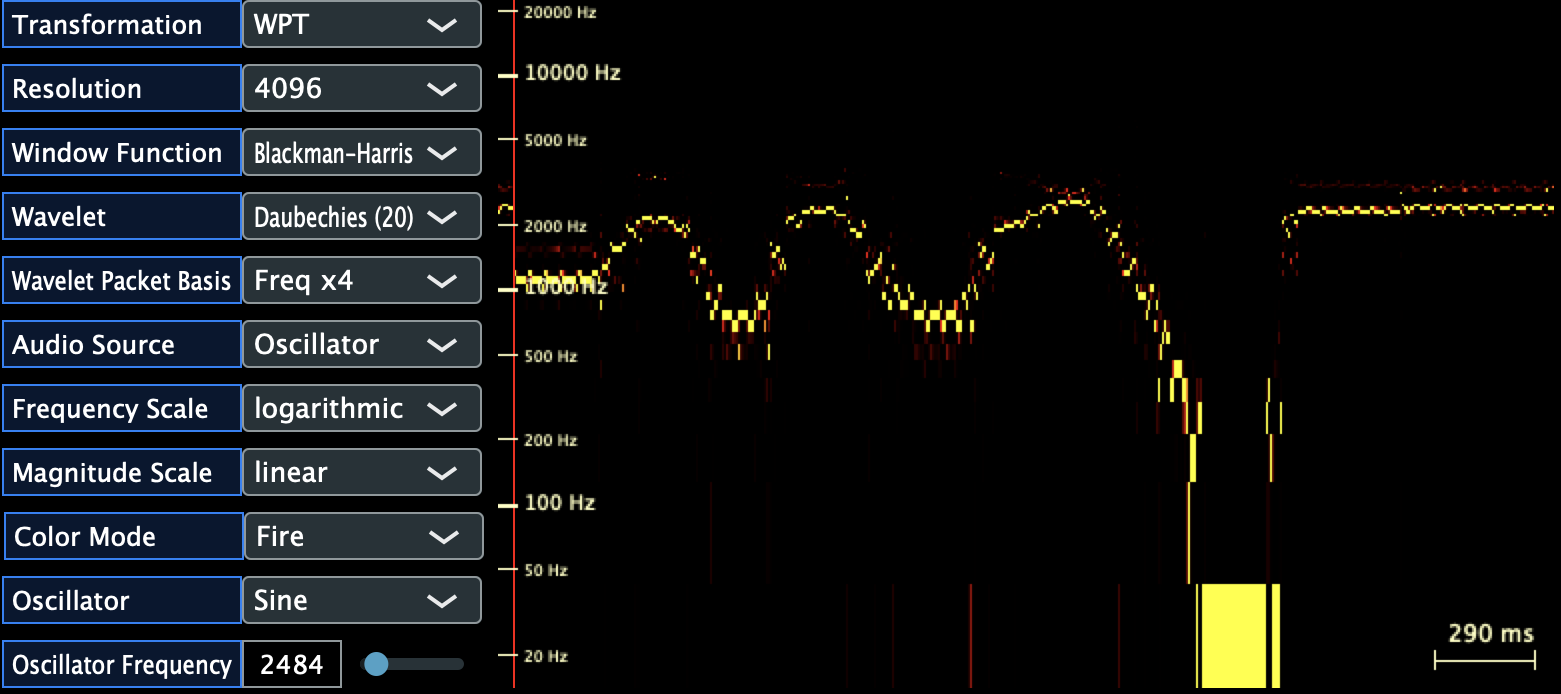 Transformation WPT
Resolution 4096
Window Function Blackman-Harris
Wavelet Daubechies (20)
Wavelet Packet Basis Freq x4
Audio Source Oscillator
Frequency Scale logarithmic
Magnitude Scale linear
Color Mode Fire
Oscillator Sine
Oscillator Frequency 2484
20000 Hz
10000 Hz
5000 Hz
2000 Hz
1000 Hz
500 Hz
200 Hz
100 Hz
50 Hz
20 Hz
290 ms